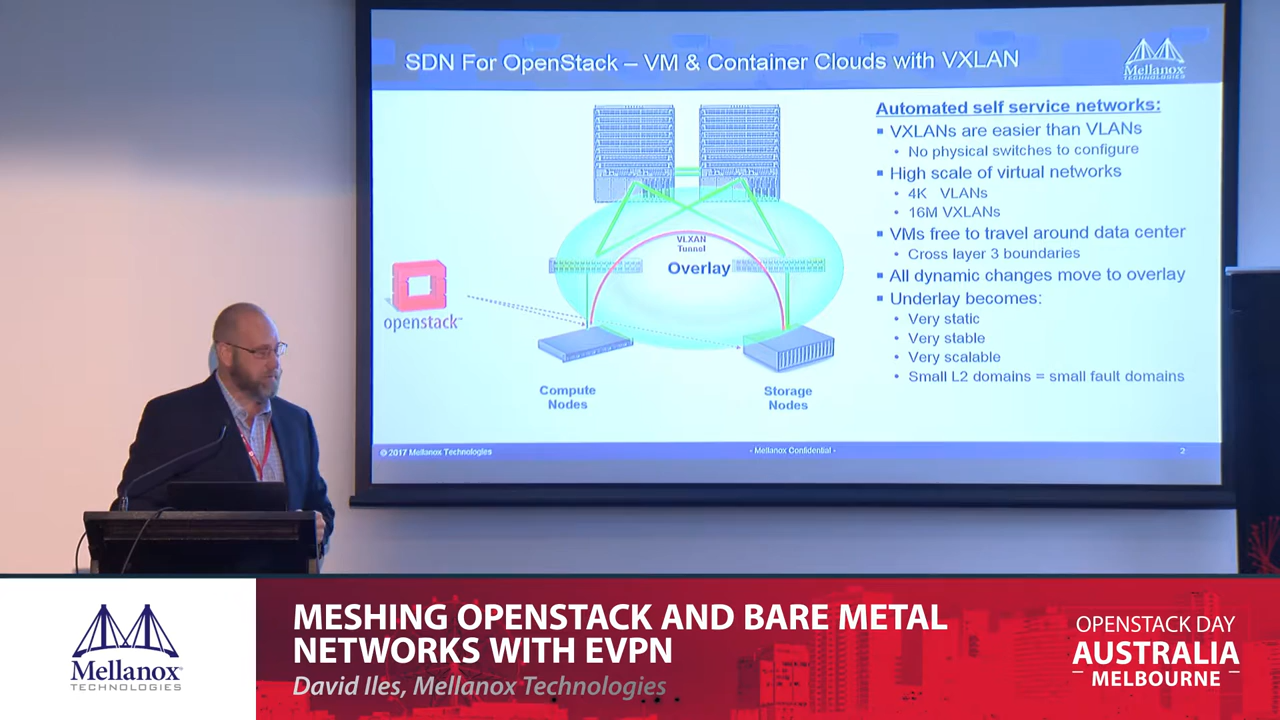 SDN For OpenStack – VM & Container Clouds with VXLAN
Mellanox
TECHNOLOGIES
Automated self service networks:
▪ VXLANs are easier than VLANs
• No physical switches to configure
▪ High scale of virtual networks
• 4K VLANs
• 16M VXLANs
▪ VMs free to travel around data center
• Cross layer 3 boundaries
▪ All dynamic changes move to overlay
▪ Underlay becomes:
• Very static
• Very stable
• Very scalable
• Small L2 domains = small fault domains
VLXAN
Tunnel
Overlay
openstack™
Compute
Nodes
Storage
Nodes
© 2017 Mellanox Technologies
- Mellanox Confidential -
2
Mellanox®
TECHNOLOGIES
MESHING OPENSTACK AND BARE METAL
NETWORKS WITH EVPN
David Iles, Mellanox Technologies
OPENSTACK DAY
AUSTRALIA
– MELBOURNE –